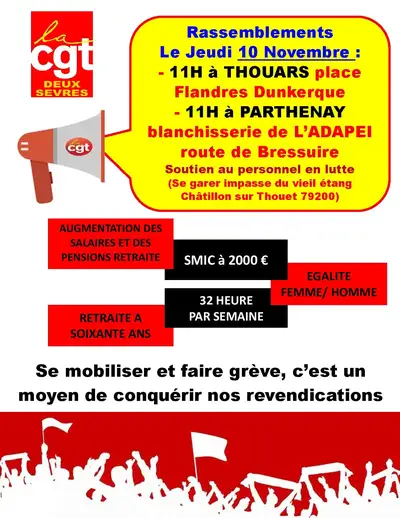 la
cgt
DEUX
SEVRES
Rassemblements
Le Jeudi 10 Novembre :
- 11H à THOUARS place
Flandres Dunkerque
- 11H à PARTHENAY
blanchisserie de L'ADAPEI
route de Bressuire
Soutien au personnel en lutte
(Se garer impasse du vieil étang
Châtillon sur Thouet 79200)
cgt
AUGMENTATION DES
SALAIRES ET DES
PENSIONS RETRAITE
SMIC à 2000 €
EGALITE
FEMME/ HOMME
32 HEURE
PAR SEMAINE
RETRAITE A
SOIXANTE ANS
Se mobiliser et faire grève, c'est un
moyen de conquérir nos revendications